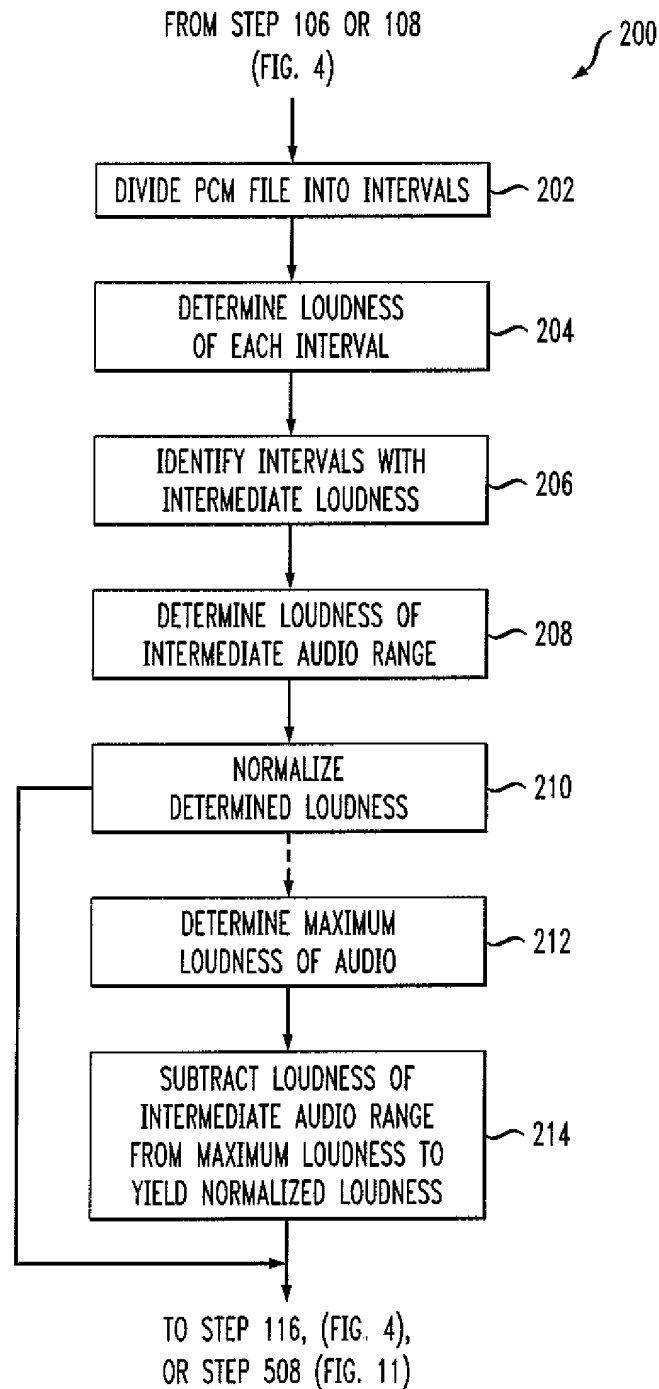 FROM STEP 106 OR 108
(FIG. 4)
200
DIVIDE PCM FILE INTO INTERVALS
202
DETERMINE LOUDNESS
OF EACH INTERVAL
204
IDENTIFY INTERVALS WITH
INTERMEDIATE LOUDNESS
206
DETERMINE LOUDNESS OF
INTERMEDIATE AUDIO RANGE
208
NORMALIZE
DETERMINED LOUDNESS
210
DETERMINE MAXIMUM
LOUDNESS OF AUDIO
212
SUBTRACT LOUDNESS OF
INTERMEDIATE AUDIO RANGE
FROM MAXIMUM LOUDNESS TO
YIELD NORMALIZED LOUDNESS
214
TO STEP 116, (FIG. 4),
OR STEP 508 (FIG. 11)